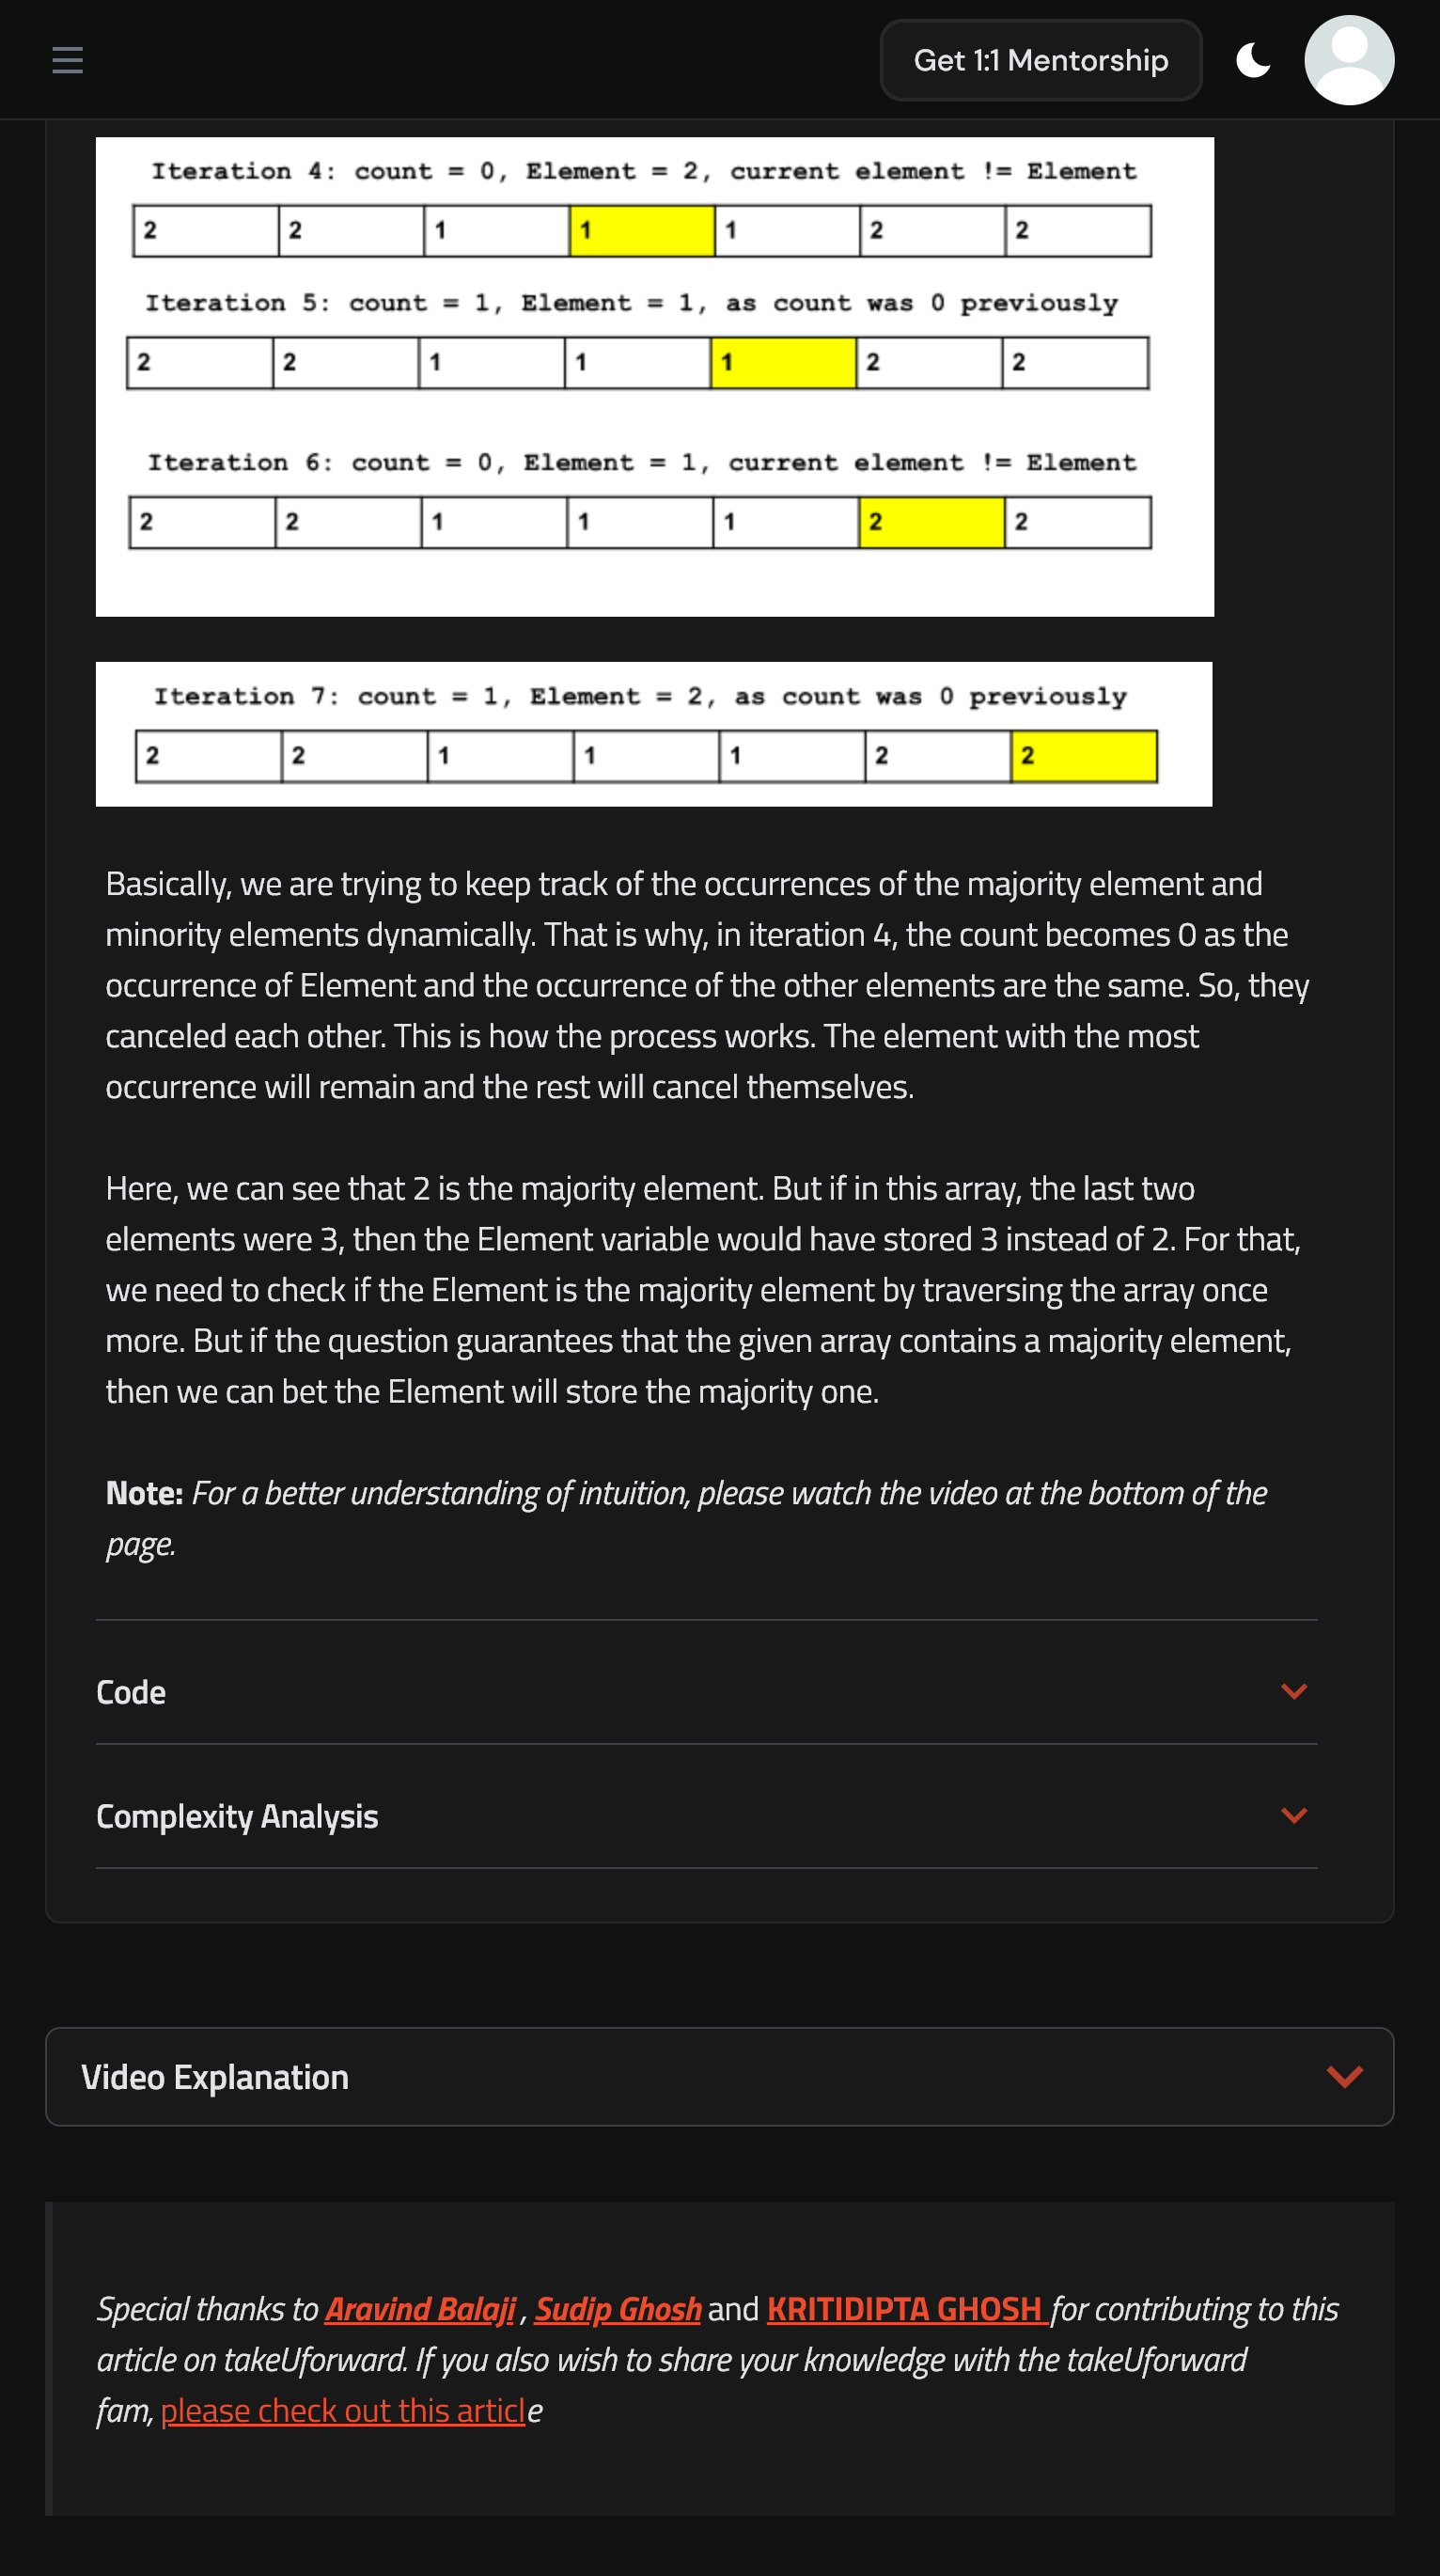 Get 1:1 Mentorship
Iteration 4: count = 0, Element = 2, current element != Element
2 2 1 1 1 2 2
Iteration 5: count = 1, Element = 1, as count was 0 previously
2 2 1 1 1 2 2
Iteration 6: count = 0, Element = 1, current element != Element
2 2 1 1 1 2 2
Iteration 7: count = 1, Element = 2, as count was 0 previously
2 2 1 1 1 2 2
Basically, we are trying to keep track of the occurrences of the majority element and
minority elements dynamically. That is why, in iteration 4, the count becomes 0 as the
occurrence of Element and the occurrence of the other elements are the same. So, they
canceled each other. This is how the process works. The element with the most
occurrence will remain and the rest will cancel themselves.
Here, we can see that 2 is the majority element. But if in this array, the last two
elements were 3, then the Element variable would have stored 3 instead of 2. For that,
we need to check if the Element is the majority element by traversing the array once
more. But if the question guarantees that the given array contains a majority element,
then we can bet the Element will store the majority one.
Note: For a better understanding of intuition, please watch the video at the bottom of the
page.
Code
Complexity Analysis
Video Explanation
Special thanks to Aravind Balaji , Sudip Ghosh and KRITIDIPTA GHOSH for contributing to this
article on takeUforward. If you also wish to share your knowledge with the takeUforward
fam, please check out this article